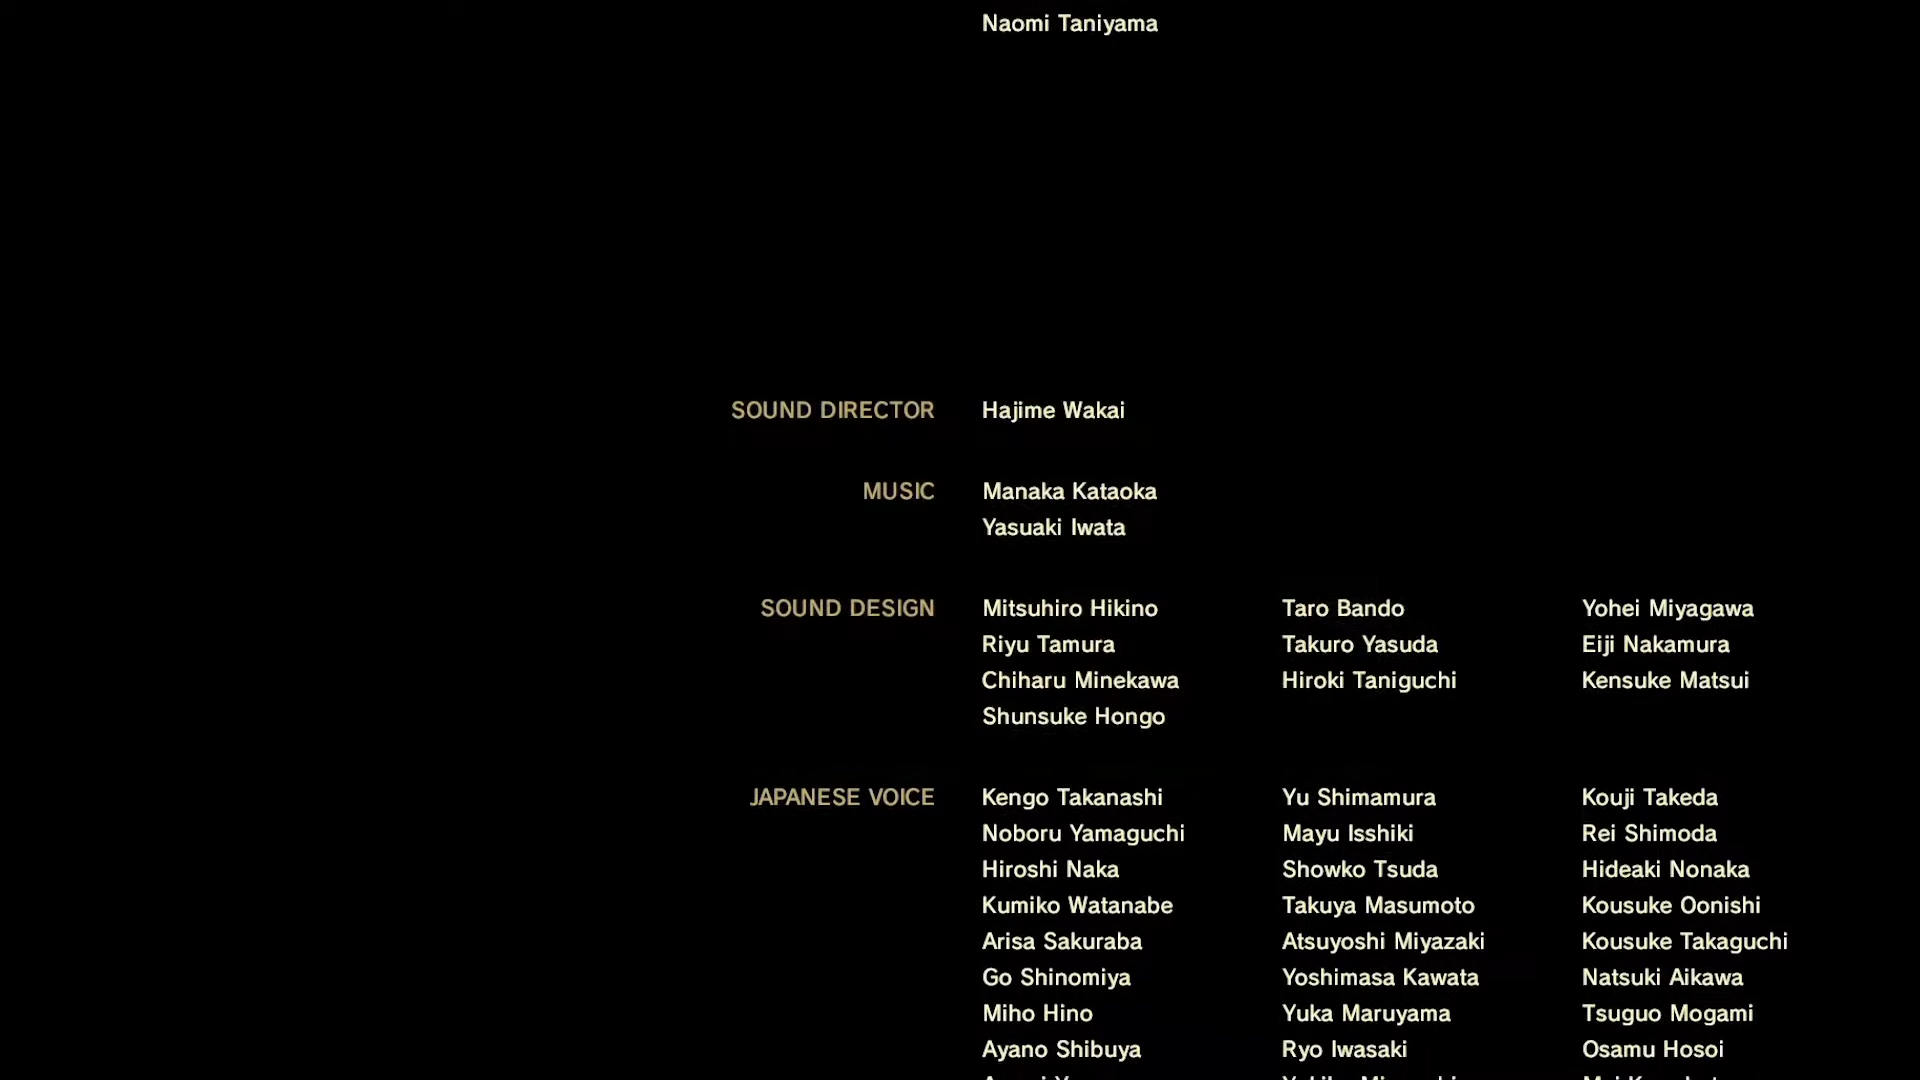 Naomi Taniyama
SOUND DIRECTOR Hajime Wakai
MUSIC Manaka Kataoka
Yasuaki Iwata
SOUND DESIGN Mitsuhiro Hikino Taro Bando Yohei Miyagawa
Riyu Tamura Takuro Yasuda Eiji Nakamura
Chiharu Minekawa Hiroki Taniguchi Kensuke Matsui
Shunsuke Hongo
JAPANESE VOICE Kengo Takanashi Yu Shimamura Kouji Takeda
Noboru Yamaguchi Mayu Isshiki Rei Shimoda
Hiroshi Naka Showko Tsuda Hideaki Nonaka
Kumiko Watanabe Takuya Masumoto Kousuke Oonishi
Arisa Sakuraba Atsuyoshi Miyazaki Kousuke Takaguchi
Go Shinomiya Yoshimasa Kawata Natsuki Aikawa
Miho Hino Yuka Maruyama Tsuguo Mogami
Ayano Shibuya Ryo Iwasaki Osamu Hosoi